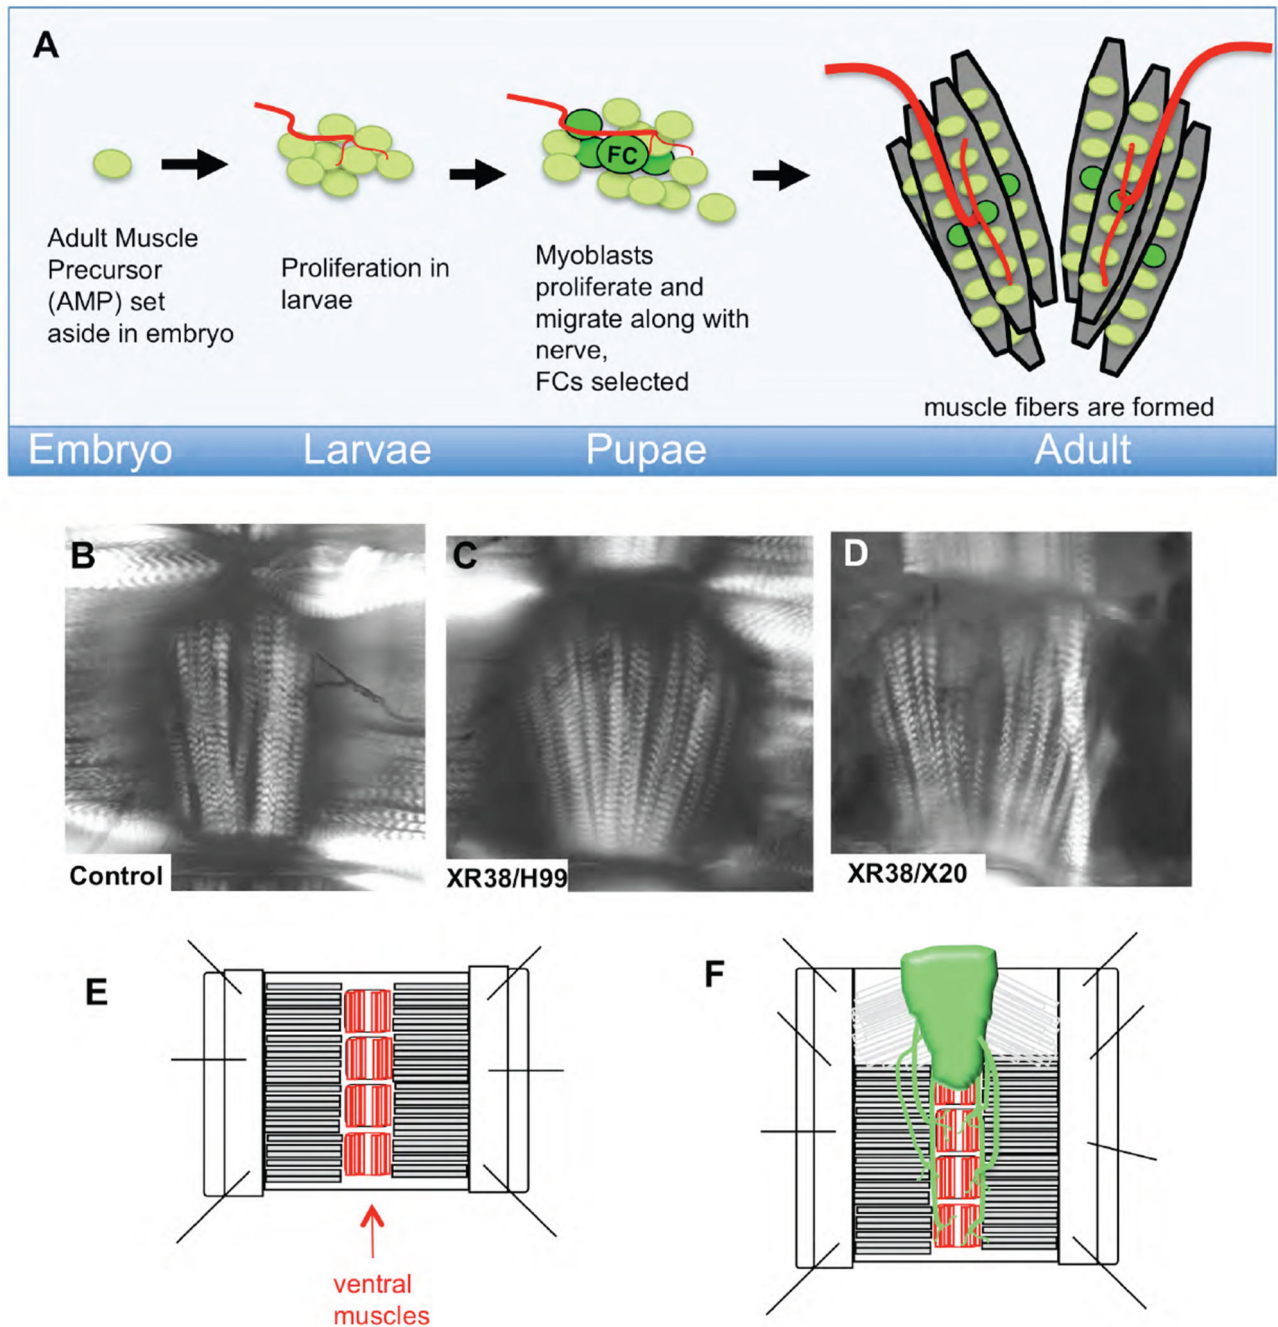 A
FC
Adult Muscle
Precursor
(AMP) set
aside in embryo
Proliferation in
larvae
Myoblasts
proliferate and
migrate along with
nerve,
FCs selected
muscle fibers are formed
Embryo
Larvae
Pupae
Adult
B
C
D
Control
XR38/H99
XR38/X20
E
F
ventral
muscles